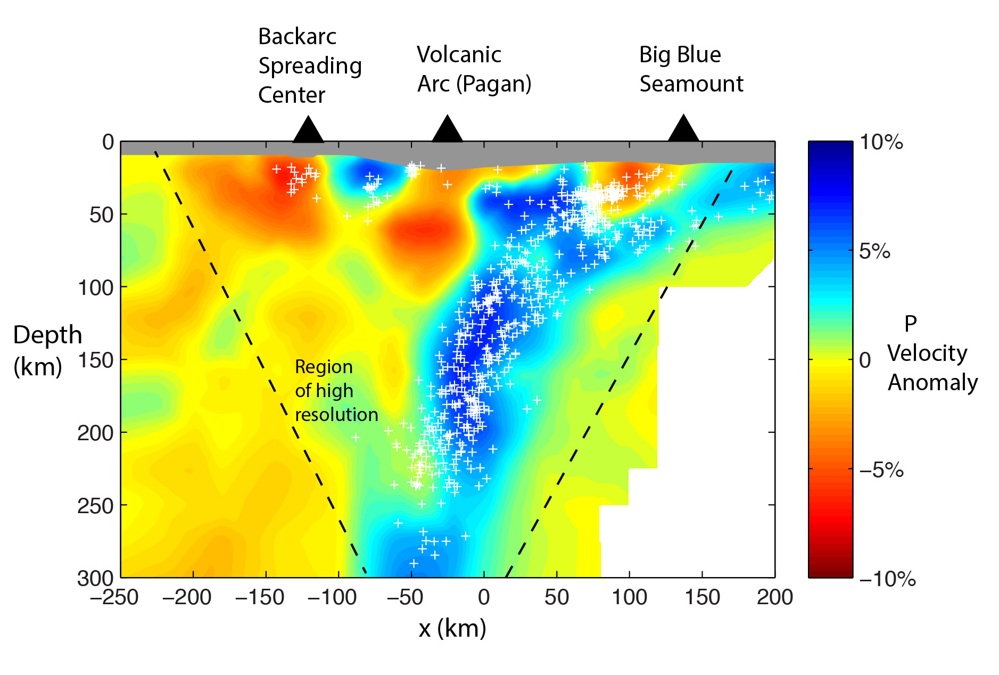 Backarc
Spreading
Center
Volcanic
Arc (Pagan)
Big Blue
Seamount
0
50
100
150
200
250
300
Depth
(km)
Region
of high
resolution
−250
−200
−150
−100
−50
0
50
100
150
200
x (km)
10%
5%
0
−5%
−10%
P
Velocity
Anomaly